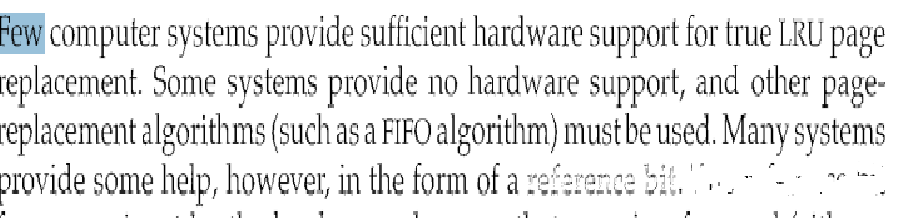 Few computer systems provide sufficient hardware support for true LRU page
replacement. Some systems provide no hardware support, and other page-
replacement algorithms (such as a FIFO algorithm) must be used. Many systems
provide some help, however, in the form of a reference bit.